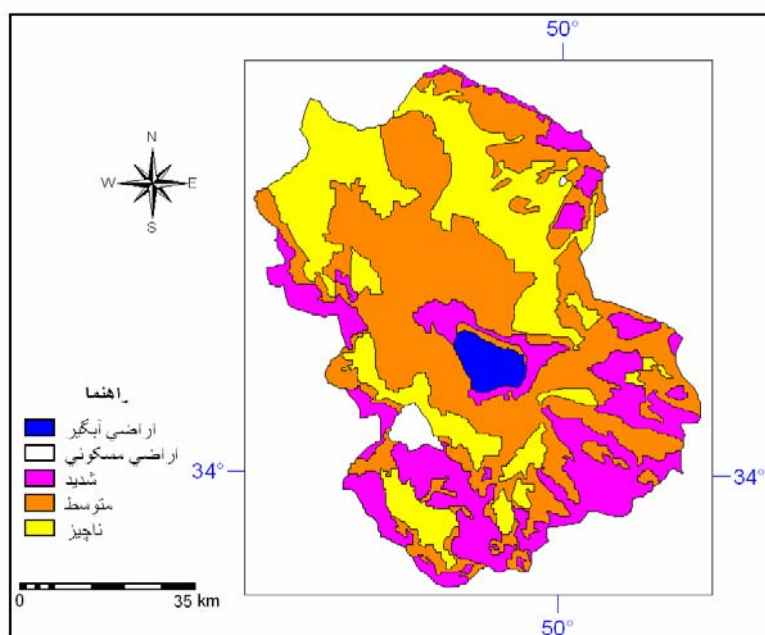 50°
N
W E
S
راهنما
اراضي آبگير
اراضي مسكوني
شديد
متوسط
ناچيز
34° 34°
0 35 km
50°